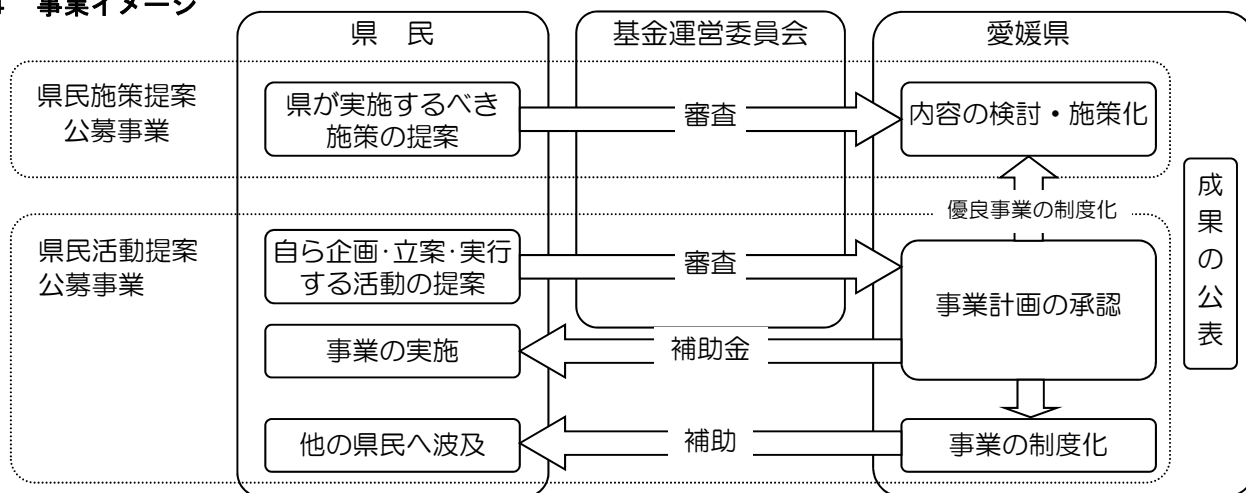 事業イメージ
県 民
基金運営委員会
愛媛県
県民施策提案
公募事業
県が実施するべき
施策の提案
審査
内容の検討・施策化
優良事業の制度化
県民活動提案
公募事業
自ら企画･立案･実行
する活動の提案
審査
事業計画の承認
事業の実施
補助金
他の県民へ波及
補助
事業の制度化
成果の公表